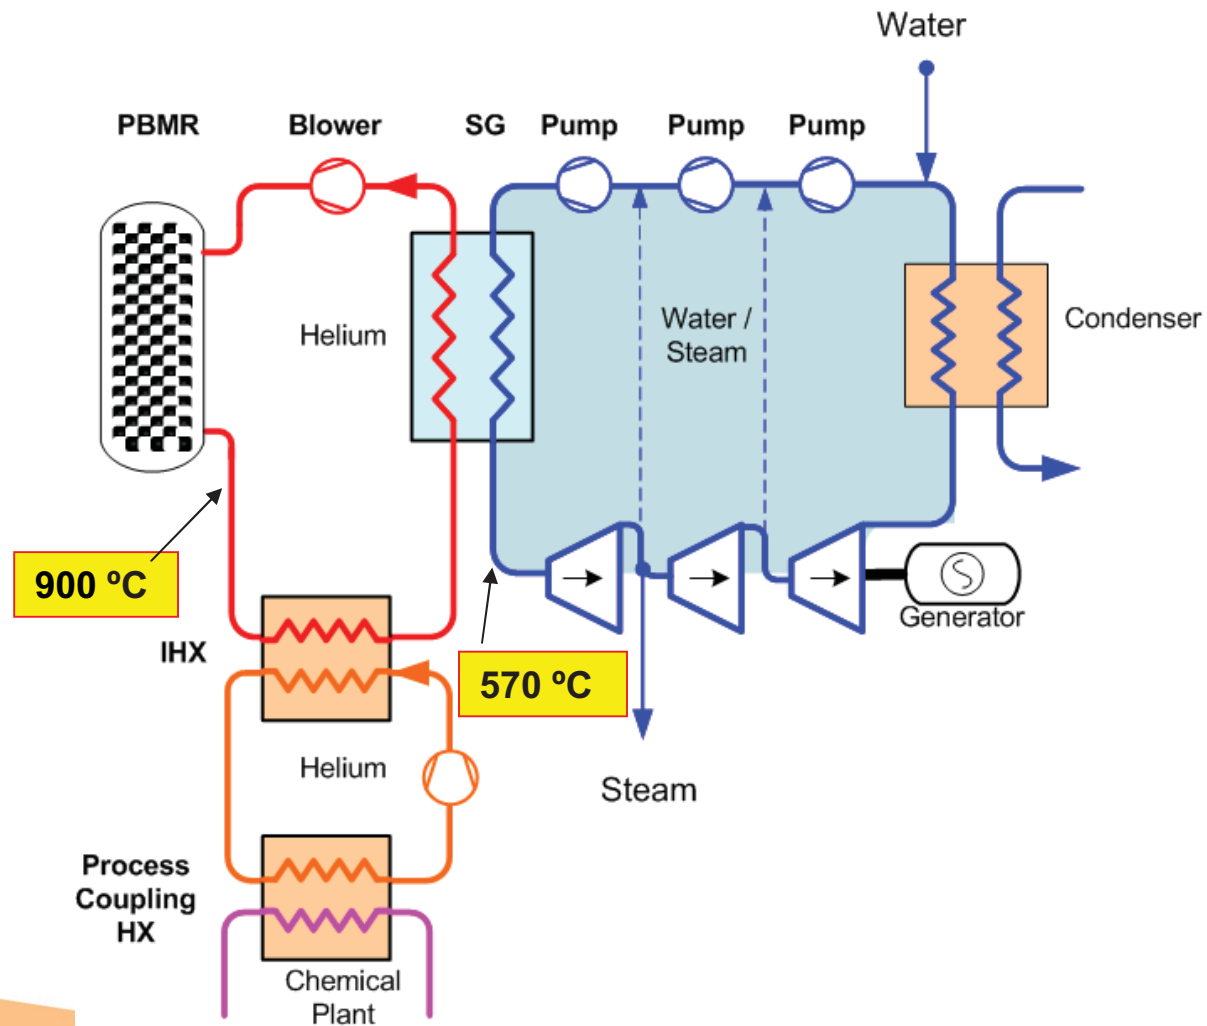 Water
PBMR
Blower
SG
Pump
Pump
Pump
Helium
Water /
Steam
Condenser
900 ºC
IHX
570 ºC
Generator
Helium
Steam
Process
Coupling
HX
Chemical
Plant